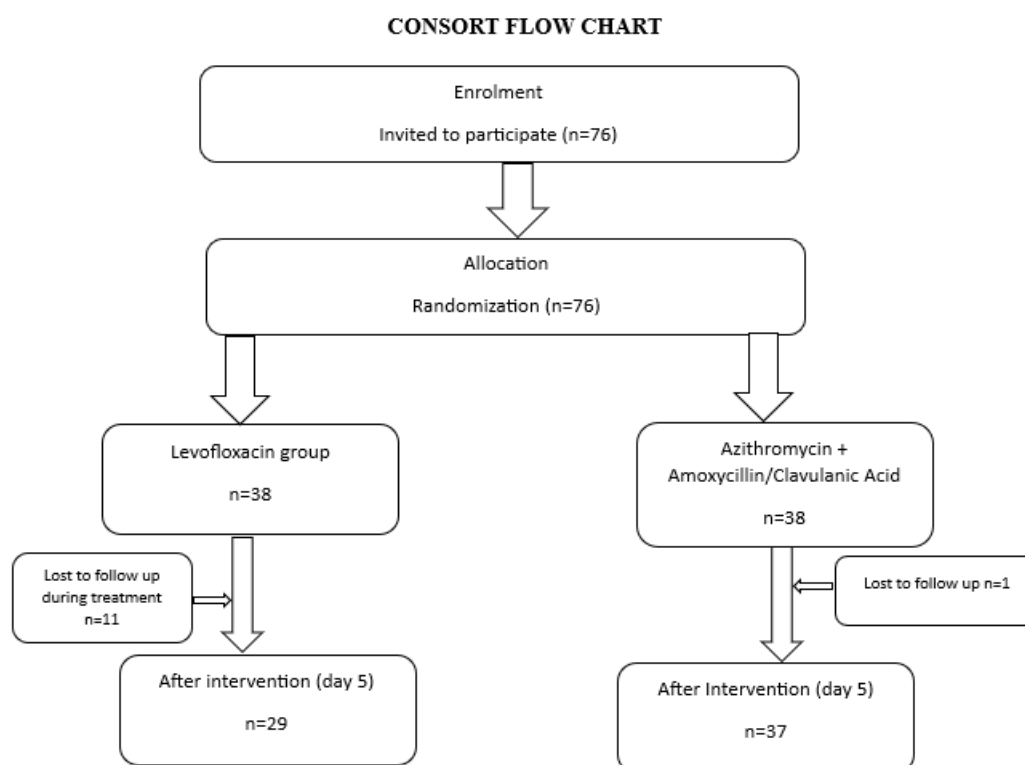 CONSORT FLOW CHART
Enrolment
Invited to participate (n=76)
Allocation
Randomization (n=76)
Levofloxacin group
n=38
Azithromycin +
Amoxycillin/Clavulanic Acid
n=38
Lost to follow up
during treatment
n=11
Lost to follow up n=1
After intervention (day 5)
n=29
After Intervention (day 5)
n=37